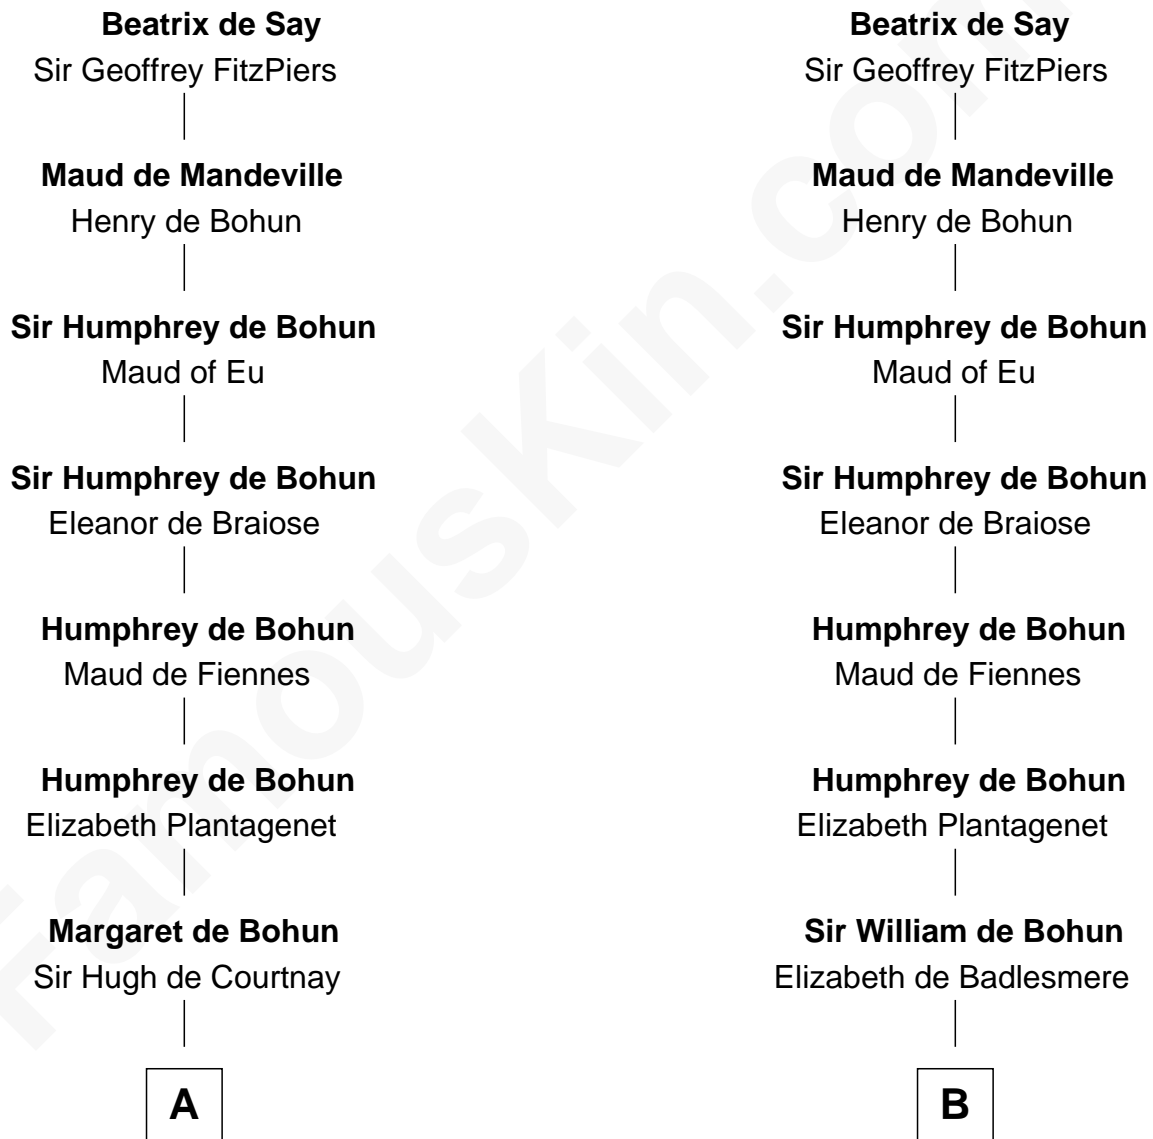 Beatrix de Say
Sir Geoffrey FitzPiers
Maud de Mandeville
Henry de Bohun
Sir Humphrey de Bohun
Maud of Eu
Sir Humphrey de Bohun
Eleanor de Braiose
Humphrey de Bohun
Maud de Fiennes
Humphrey de Bohun
Elizabeth Plantagenet
Margaret de Bohun
Sir Hugh de Courtnay
A
Beatrix de Say
Sir Geoffrey FitzPiers
Maud de Mandeville
Henry de Bohun
Sir Humphrey de Bohun
Maud of Eu
Sir Humphrey de Bohun
Eleanor de Braiose
Humphrey de Bohun
Maud de Fiennes
Humphrey de Bohun
Elizabeth Plantagenet
Sir William de Bohun
Elizabeth de Badlesmere
B
FamousKin.com